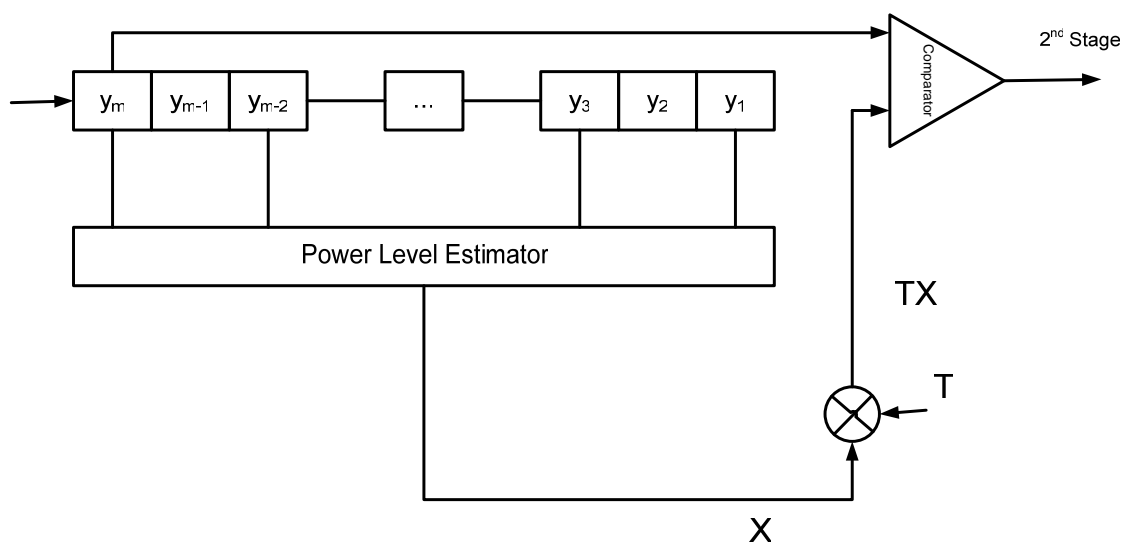 2nd Stage
Comparator
ym ym-1 ym-2 ... y3 y2 y1
Power Level Estimator
TX
T
X